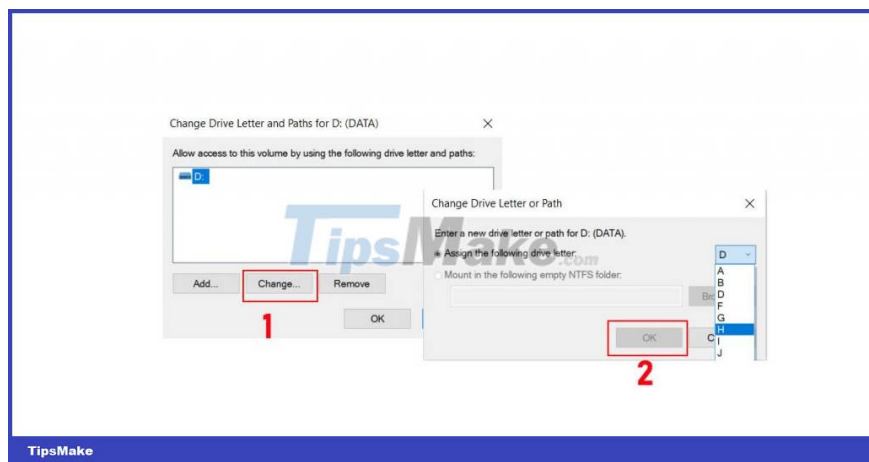 Change Drive Letter and Paths for D: (DATA)
Allow access to this volume by using the following drive letter and paths:
D:
Add...
Change...
Remove
1
OK
Change Drive Letter or Path
Enter a new drive letter or path for D: (DATA).
Assign the following drive letter:
D
Mount in the following empty NTFS folder:
A
B
D
F
G
H
I
J
OK
2
TipsMake.com
TipsMake